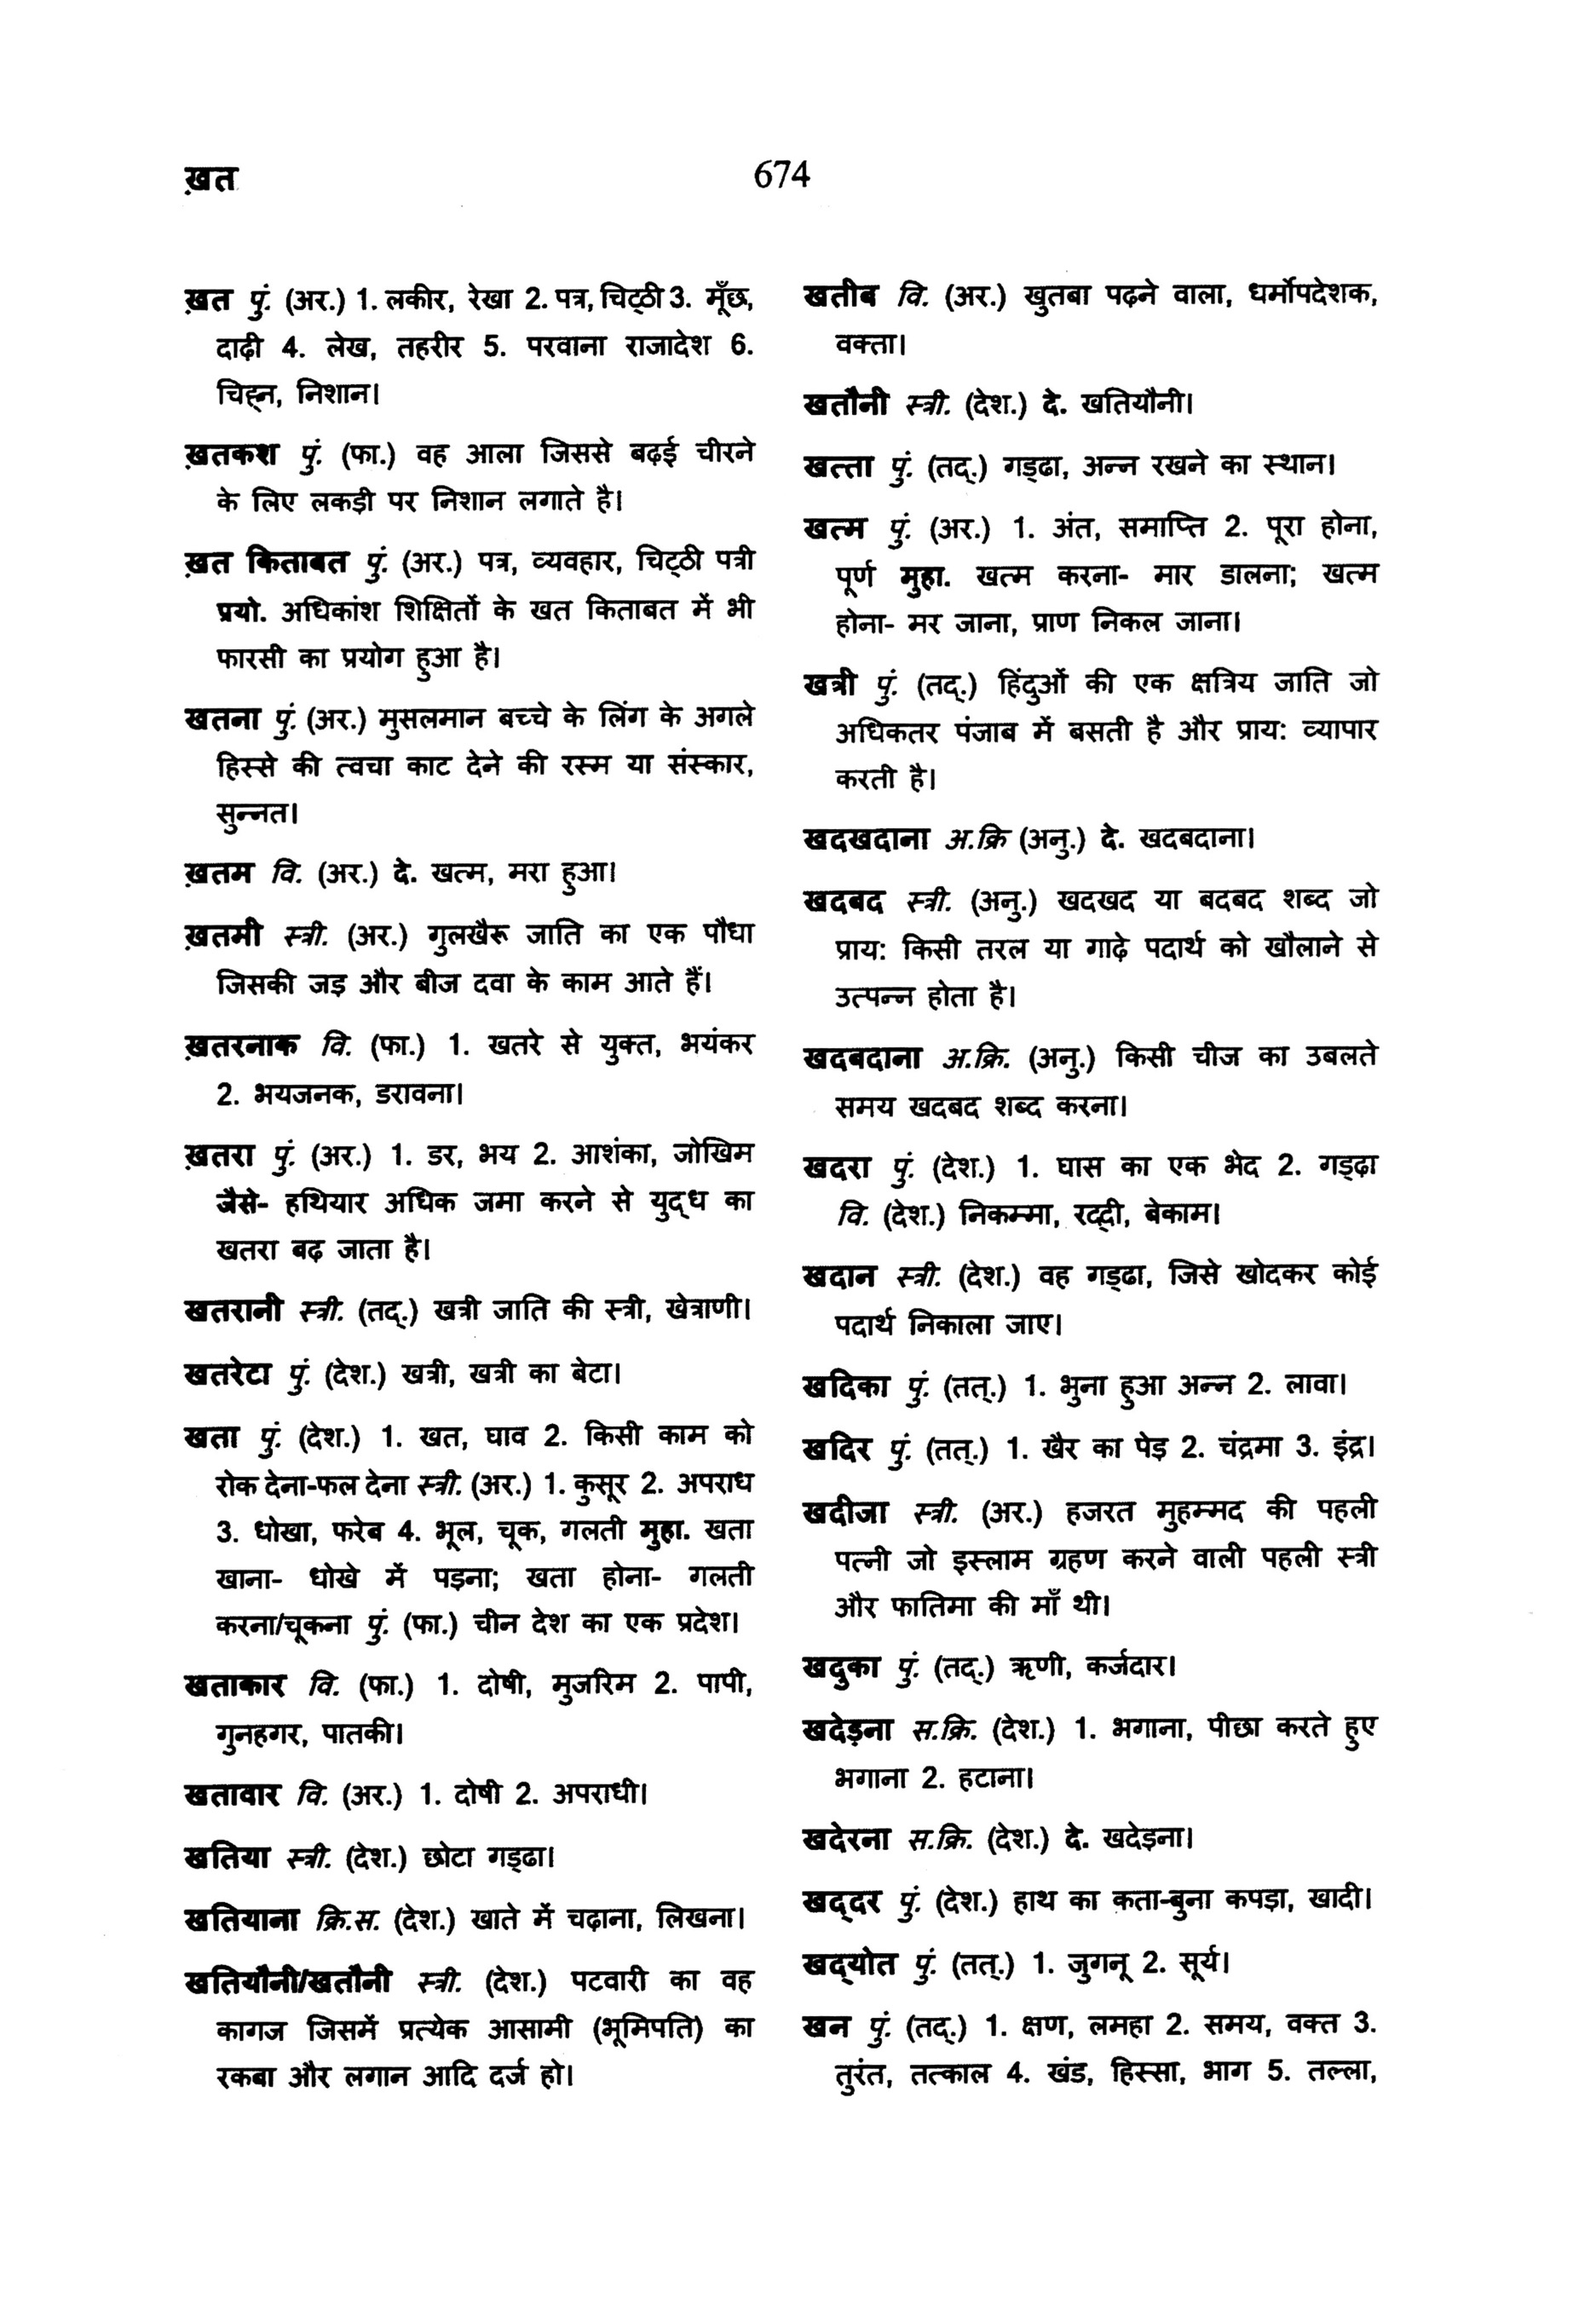 ख़त
674
ख़त पुं. (अर.) 1. लकीर, रेखा 2. पत्र, चिट्ठी 3. मूँछ,
दाढ़ी 4. लेख, तहरीर 5. परवाना राजादेश 6.
चिह्न, निशान।
ख़तकश पुं. (फा.) वह आला जिससे बढ़ई चीरने
के लिए लकड़ी पर निशान लगाते है।
ख़त किताबत पुं. (अर.) पत्र, व्यवहार, चिट्ठी पत्री
प्रयो. अधिकांश शिक्षितों के खत किताबत में भी
फारसी का प्रयोग हुआ है।
ख़तना पुं. (अर.) मुसलमान बच्चे के लिंग के अगले
हिस्से की त्वचा काट देने की रस्म या संस्कार,
सुन्नत।
ख़तम वि. (अर.) दे. खत्म, मरा हुआ।
ख़तमी स्त्री. (अर.) गुलखैरू जाति का एक पौधा
जिसकी जड़ और बीज दवा के काम आते हैं।
ख़तरनाक वि. (फा.) 1. खतरे से युक्त, भयंकर
2. भयजनक, डरावना।
ख़तरा पुं. (अर.) 1. डर, भय 2. आशंका, जोखिम
जैसे- हथियार अधिक जमा करने से युद्ध का
खतरा बढ़ जाता है।
खतरानी स्त्री. (तद्.) खत्री जाति की स्त्री, खेत्राणी।
खतरेटा पुं. (देश.) खत्री, खत्री का बेटा।
खता पुं. (देश.) 1. खत, घाव 2. किसी काम को
रोक देना-फल देना स्त्री. (अर.) 1. कुसूर 2. अपराध
3. धोखा, फरेब 4. भूल, चूक, गलती मुहा. खता
खाना- धोखे में पड़ना; खता होना- गलती
करना/चूकना पुं. (फा.) चीन देश का एक प्रदेश।
खताकार वि. (फा.) 1. दोषी, मुजरिम 2. पापी,
गुनहगर, पातकी।
खतावार वि. (अर.) 1. दोषी 2. अपराधी।
खतिया स्त्री. (देश.) छोटा गड्ढा।
खतियाना क्रि.स. (देश.) खाते में चढ़ाना, लिखना।
खतियौनी/खतौनी स्त्री. (देश.) पटवारी का वह
कागज जिसमें प्रत्येक आसामी (भूमिपति) का
रकबा और लगान आदि दर्ज हो।
खतीब वि. (अर.) खुतबा पढ़ने वाला, धर्मोपदेशक,
वक्ता।
खतौनी स्त्री. (देश.) दे. खतियौनी।
खत्ता पुं. (तद्.) गड्ढा, अन्न रखने का स्थान।
खत्म पुं. (अर.) 1. अंत, समाप्ति 2. पूरा होना,
पूर्ण मुहा. खत्म करना- मार डालना; खत्म
होना- मर जाना, प्राण निकल जाना।
खत्री पुं. (तद्.) हिंदुओं की एक क्षत्रिय जाति जो
अधिकतर पंजाब में बसती है और प्राय: व्यापार
करती है।
खदखदाना अ.क्रि (अनु.) दे. खदबदाना।
खदबद स्त्री. (अनु.) खदखद या बदबद शब्द जो
प्राय: किसी तरल या गाढ़े पदार्थ को खौलाने से
उत्पन्न होता है।
खदबदाना अ.क्रि. (अनु.) किसी चीज का उबलते
समय खदबद शब्द करना।
खदरा पुं. (देश.) 1. घास का एक भेद 2. गड्ढ़ा
वि. (देश.) निकम्मा, रद्दी, बेकाम।
खदान स्त्री. (देश.) वह गड्ढा, जिसे खोदकर कोई
पदार्थ निकाला जाए।
खदिका पुं. (तत्.) 1. भुना हुआ अन्न 2. लावा।
खदिर पुं. (तत्.) 1. खैर का पेड़ 2. चंद्रमा 3. इंद्र।
खदीजा स्त्री. (अर.) हजरत मुहम्मद की पहली
पत्नी जो इस्लाम ग्रहण करने वाली पहली स्त्री
और फातिमा की माँ थी।
खदुका पुं. (तद्.) ऋणी, कर्जदार।
खदेड़ना स.क्रि. (देश.) 1. भगाना, पीछा करते हुए
भगाना 2. हटाना।
खदेरना स.क्रि. (देश.) दे. खदेड़ना।
खद्दर पुं. (देश.) हाथ का कता-बुना कपड़ा, खादी।
खद्योत पुं. (तत्.) 1. जुगनू 2. सूर्य।
खन पुं. (तद्.) 1. क्षण, लमहा 2. समय, वक्त 3.
तुरंत, तत्काल 4. खंड, हिस्सा, भाग 5. तल्ला,